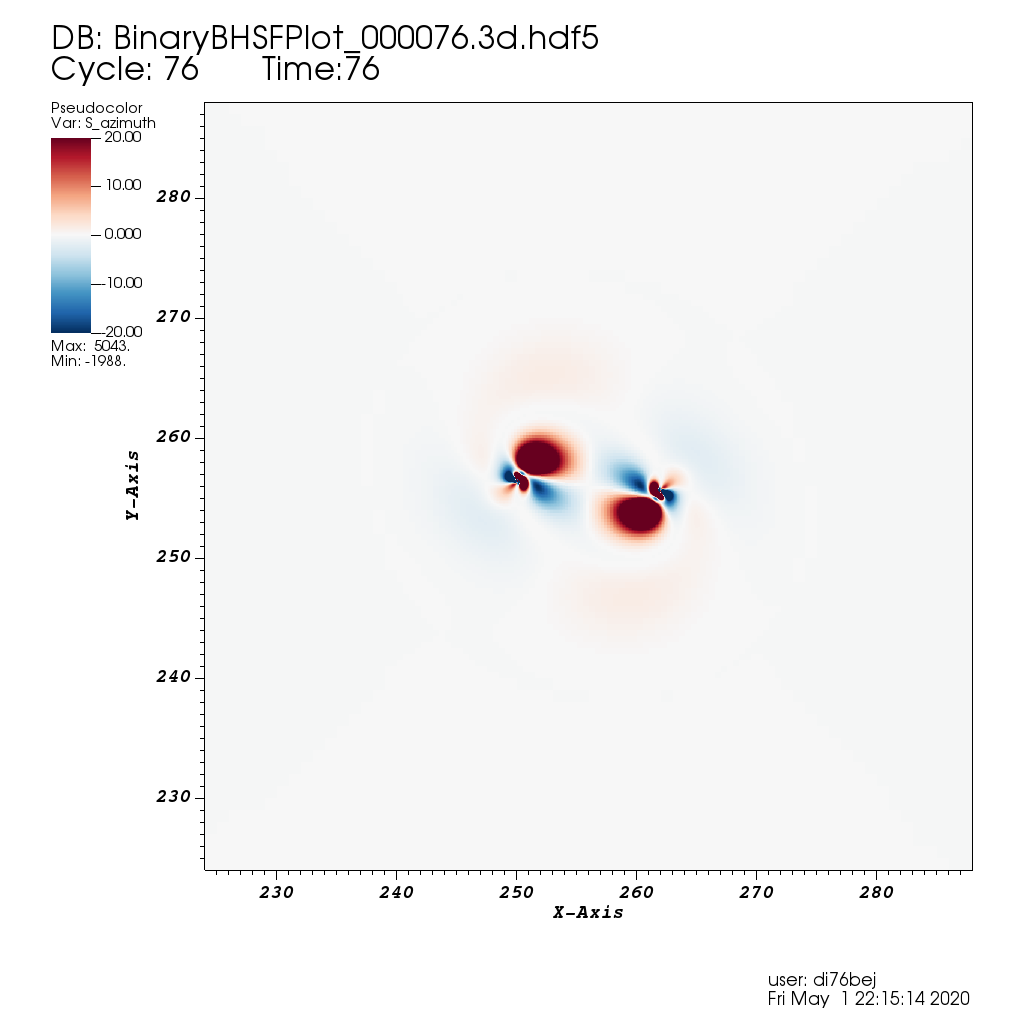 DB: BinaryBHSFPlot_000076.3d.hdf5
Cycle: 76 Time:76
Pseudocolor
Var: S_azimuth
20.00
10.00
0.000
-10.00
-20.00
Max: 5043.
Min: -1988.
280
270
260
250
240
230
Y-Axis
230 240 250 260 270 280
X-Axis
user: di76bej
Fri May 1 22:15:14 2020